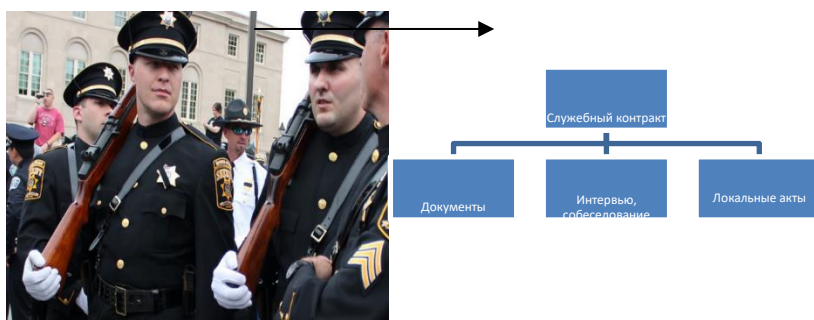 Служебный контракт
Документы
Интервью,
собеседование
Локальные акты